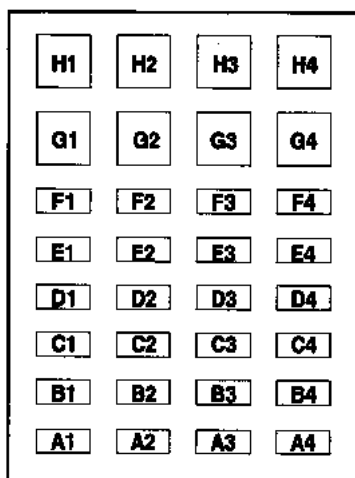 H1 H2 H3 H4
G1 G2 G3 G4
F1 F2 F3 F4
E1 E2 E3 E4
D1 D2 D3 D4
C1 C2 C3 C4
B1 B2 B3 B4
A1 A2 A3 A4